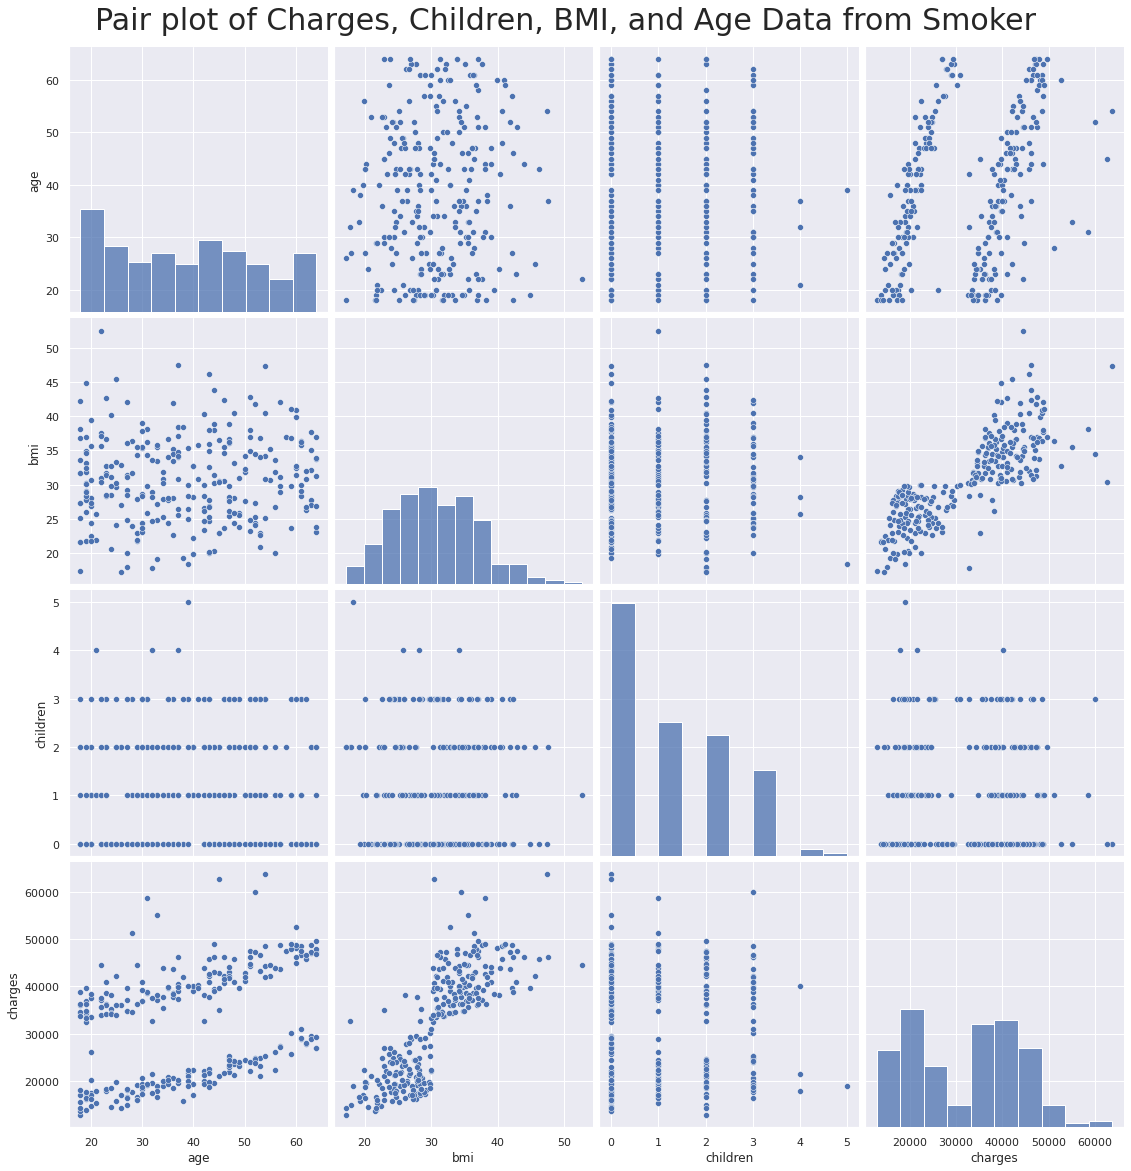 Pair plot of Charges, Children, BMI, and Age Data from Smoker
60
50
40
30
20
age
50
45
40
35
30
25
20
bmi
5
4
3
2
1
0
children
60000
50000
40000
30000
20000
charges
20 30 40 50 60
age
20 30 40 50
bmi
0 1 2 3 4 5
children
20000 30000 40000 50000 60000
charges